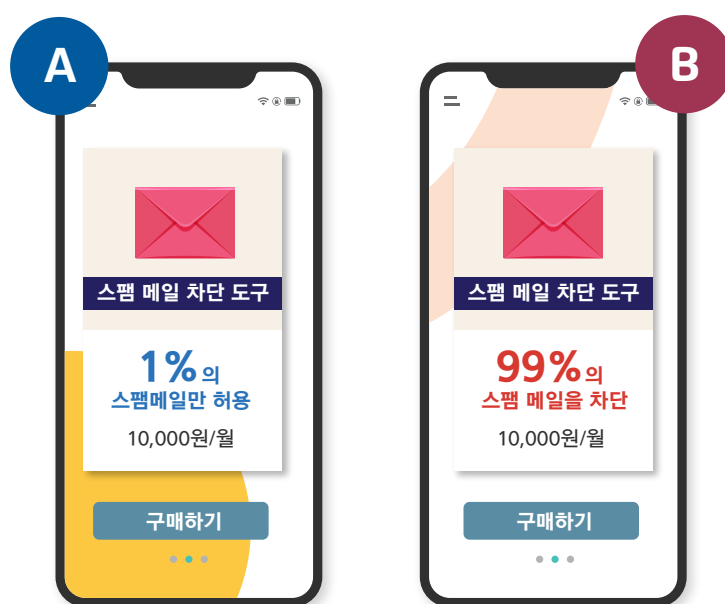 A
스팸 메일 차단 도구
1%의
스팸메일만 허용
10,000원/월
구매하기
B
스팸 메일 차단 도구
99%의
스팸 메일을 차단
10,000원/월
구매하기